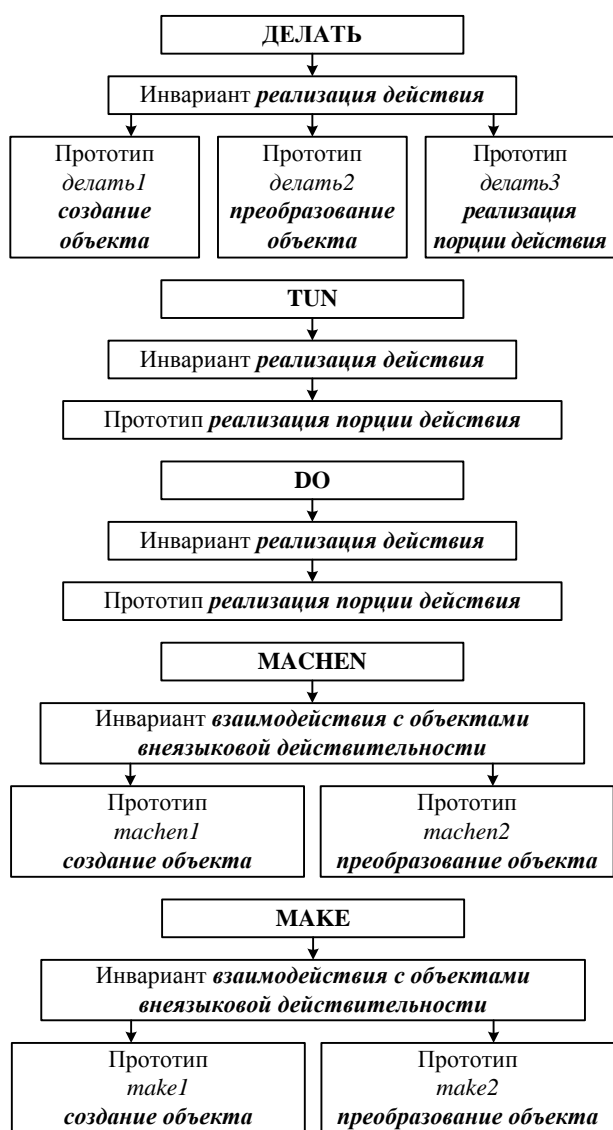 ДЕЛАТЬ
Инвариант реализация действия
Прототип
делать1
создание
объекта
Прототип
делать2
преобразование
объекта
Прототип
делать3
реализация
порции действия
TUN
Инвариант реализация действия
Прототип реализация порции действия
DO
Инвариант реализация действия
Прототип реализация порции действия
MACHEN
Инвариант взаимодействия с объектами
внеязыковой действительности
Прототип
machen1
создание объекта
Прототип
machen2
преобразование объекта
MAKE
Инвариант взаимодействия с объектами
внеязыковой действительности
Прототип
make1
создание объекта
Прототип
make2
преобразование объекта